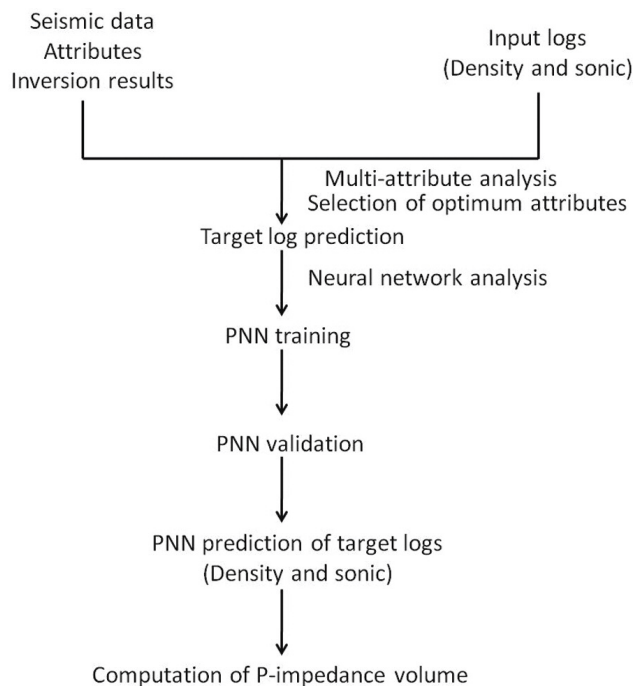 Seismic data
Attributes
Inversion results
Input logs
(Density and sonic)
Multi-attribute analysis
Selection of optimum attributes
Target log prediction
Neural network analysis
PNN training
PNN validation
PNN prediction of target logs
(Density and sonic)
Computation of P-impedance volume